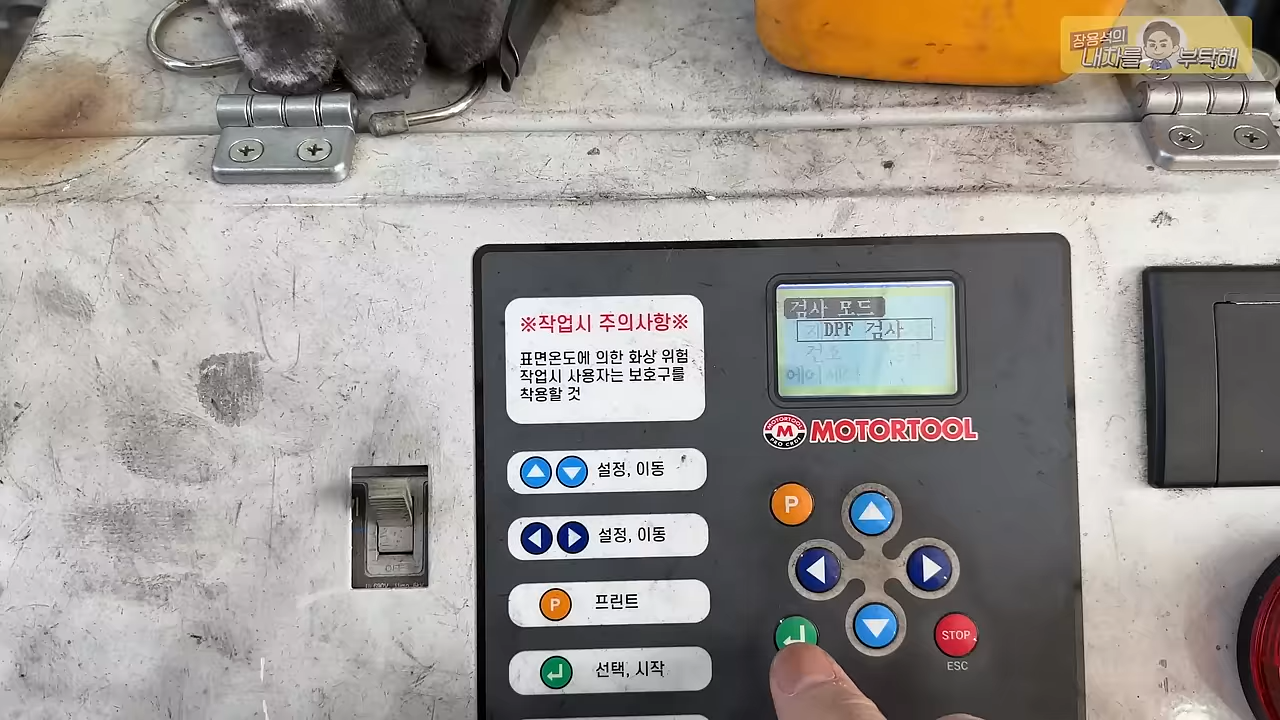 장용석의
내차를 부탁해
※작업시 주의사항※
표면온도에 의한 화상 위험
작업시 사용자는 보호구를
착용할 것
검사 모드
DPF 검사
MOTORTOOL
M
설정, 이동
설정, 이동
P
프린트
선택, 시작
P
STOP
ESC
OFF